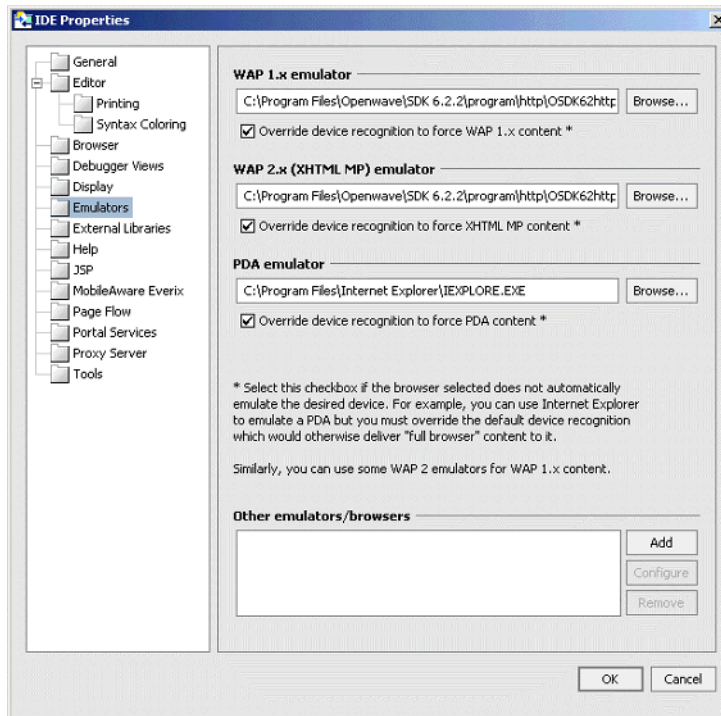 IDE Properties
General
Editor
Printing
Syntax Coloring
Browser
Debugger Views
Display
Emulators
External Libraries
Help
JSP
MobileAware Everix
Page Flow
Portal Services
Proxy Server
Tools
WAP 1.x emulator
C:\Program Files\Openwave\SDK 6.2.2\program\http\OSDK62http
Browse...
Override device recognition to force WAP 1.x content *
WAP 2.x (XHTML MP) emulator
C:\Program Files\Openwave\SDK 6.2.2\program\http\OSDK62http
Browse...
Override device recognition to force XHTML MP content *
PDA emulator
C:\Program Files\Internet Explorer\IEXPLORE.EXE
Browse...
Override device recognition to force PDA content *
* Select this checkbox if the browser selected does not automatically
emulate the desired device. For example, you can use Internet Explorer
to emulate a PDA but you must override the default device recognition
which would otherwise deliver "full browser" content to it.
Similarly, you can use some WAP 2 emulators for WAP 1.x content.
Other emulators/browsers
Add
Configure
Remove
OK
Cancel